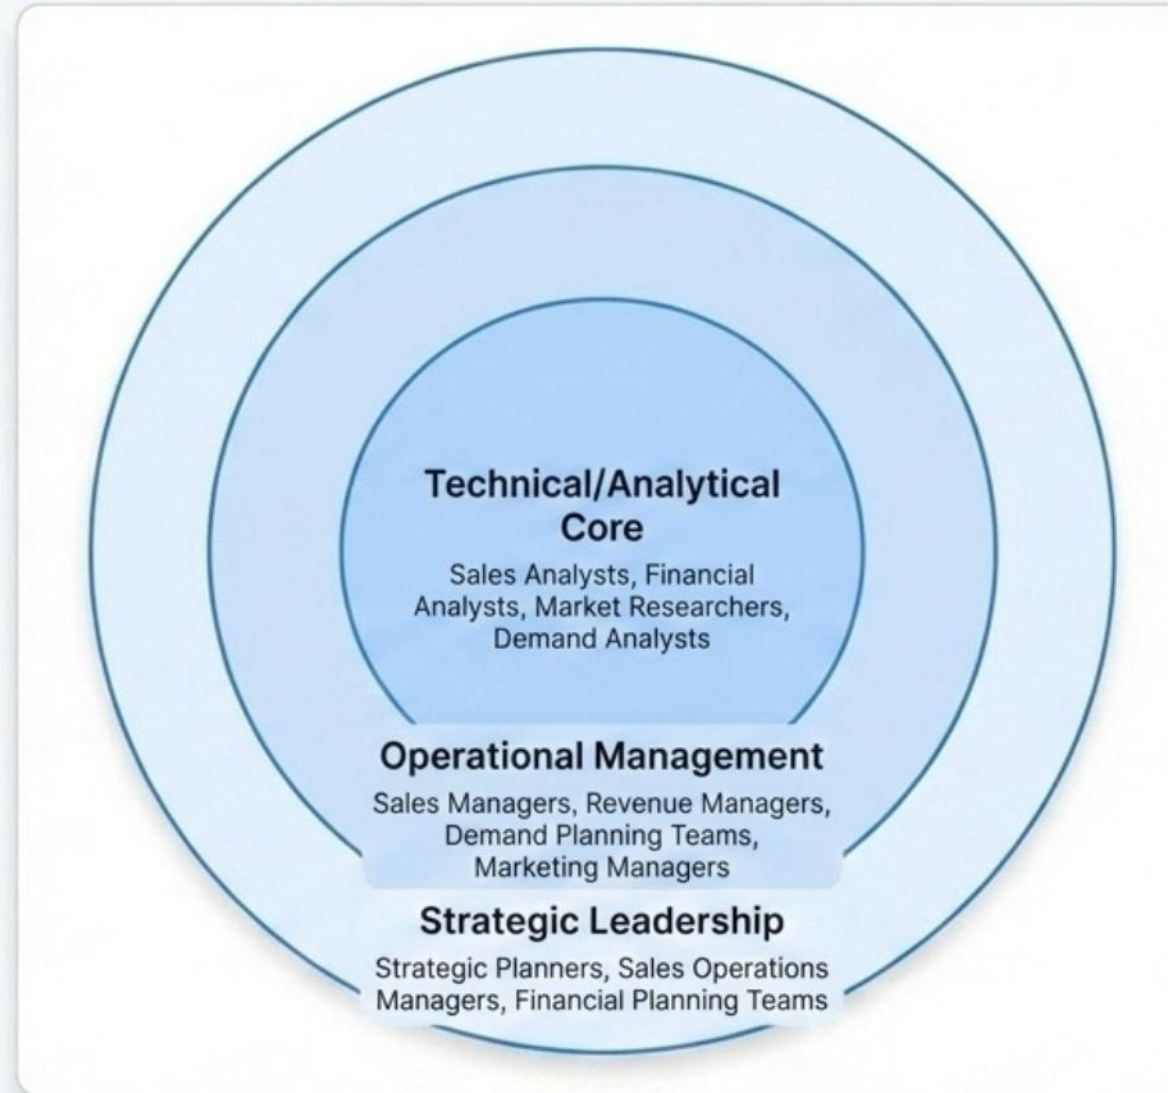 Technical/Analytical
Core
Sales Analysts, Financial
Analysts, Market Researchers,
Demand Analysts
Operational Management
Sales Managers, Revenue Managers,
Demand Planning Teams,
Marketing Managers
Strategic Leadership
Strategic Planners, Sales Operations
Managers, Financial Planning Teams